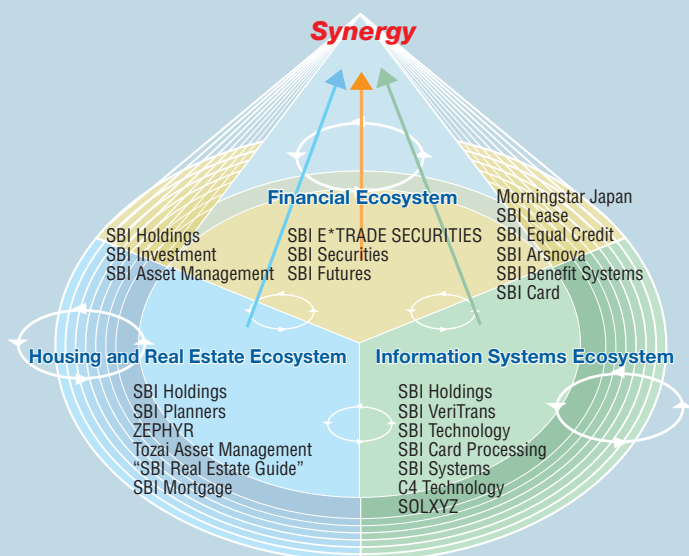 Synergy
Financial Ecosystem
SBI Holdings
SBI Investment
SBI Asset Management
SBI E*TRADE SECURITIES
SBI Securities
SBI Futures
Morningstar Japan
SBI Lease
SBI Equal Credit
SBI Arsnova
SBI Benefit Systems
SBI Card
Housing and Real Estate Ecosystem
SBI Holdings
SBI Planners
ZEPHYR
Tozai Asset Management
“SBI Real Estate Guide”
SBI Mortgage
Information Systems Ecosystem
SBI Holdings
SBI VeriTrans
SBI Technology
SBI Card Processing
SBI Systems
C4 Technology
SOLXYZ